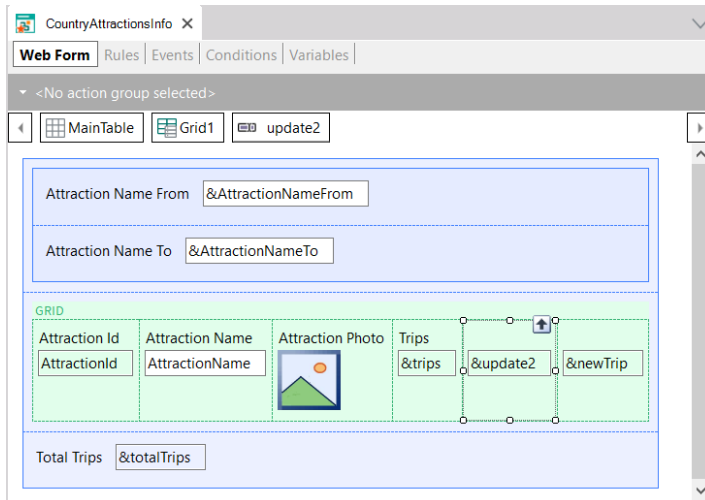 CountryAttractionsInfo
Web Form Rules Events Conditions Variables
<No action group selected>
MainTable Grid1 update2
Attraction Name From &AttractionNameFrom
Attraction Name To &AttractionNameTo
GRID
Attraction Id Attraction Name Attraction Photo Trips
AttractionId AttractionName &trips &update2 &newTrip
Total Trips &totalTrips